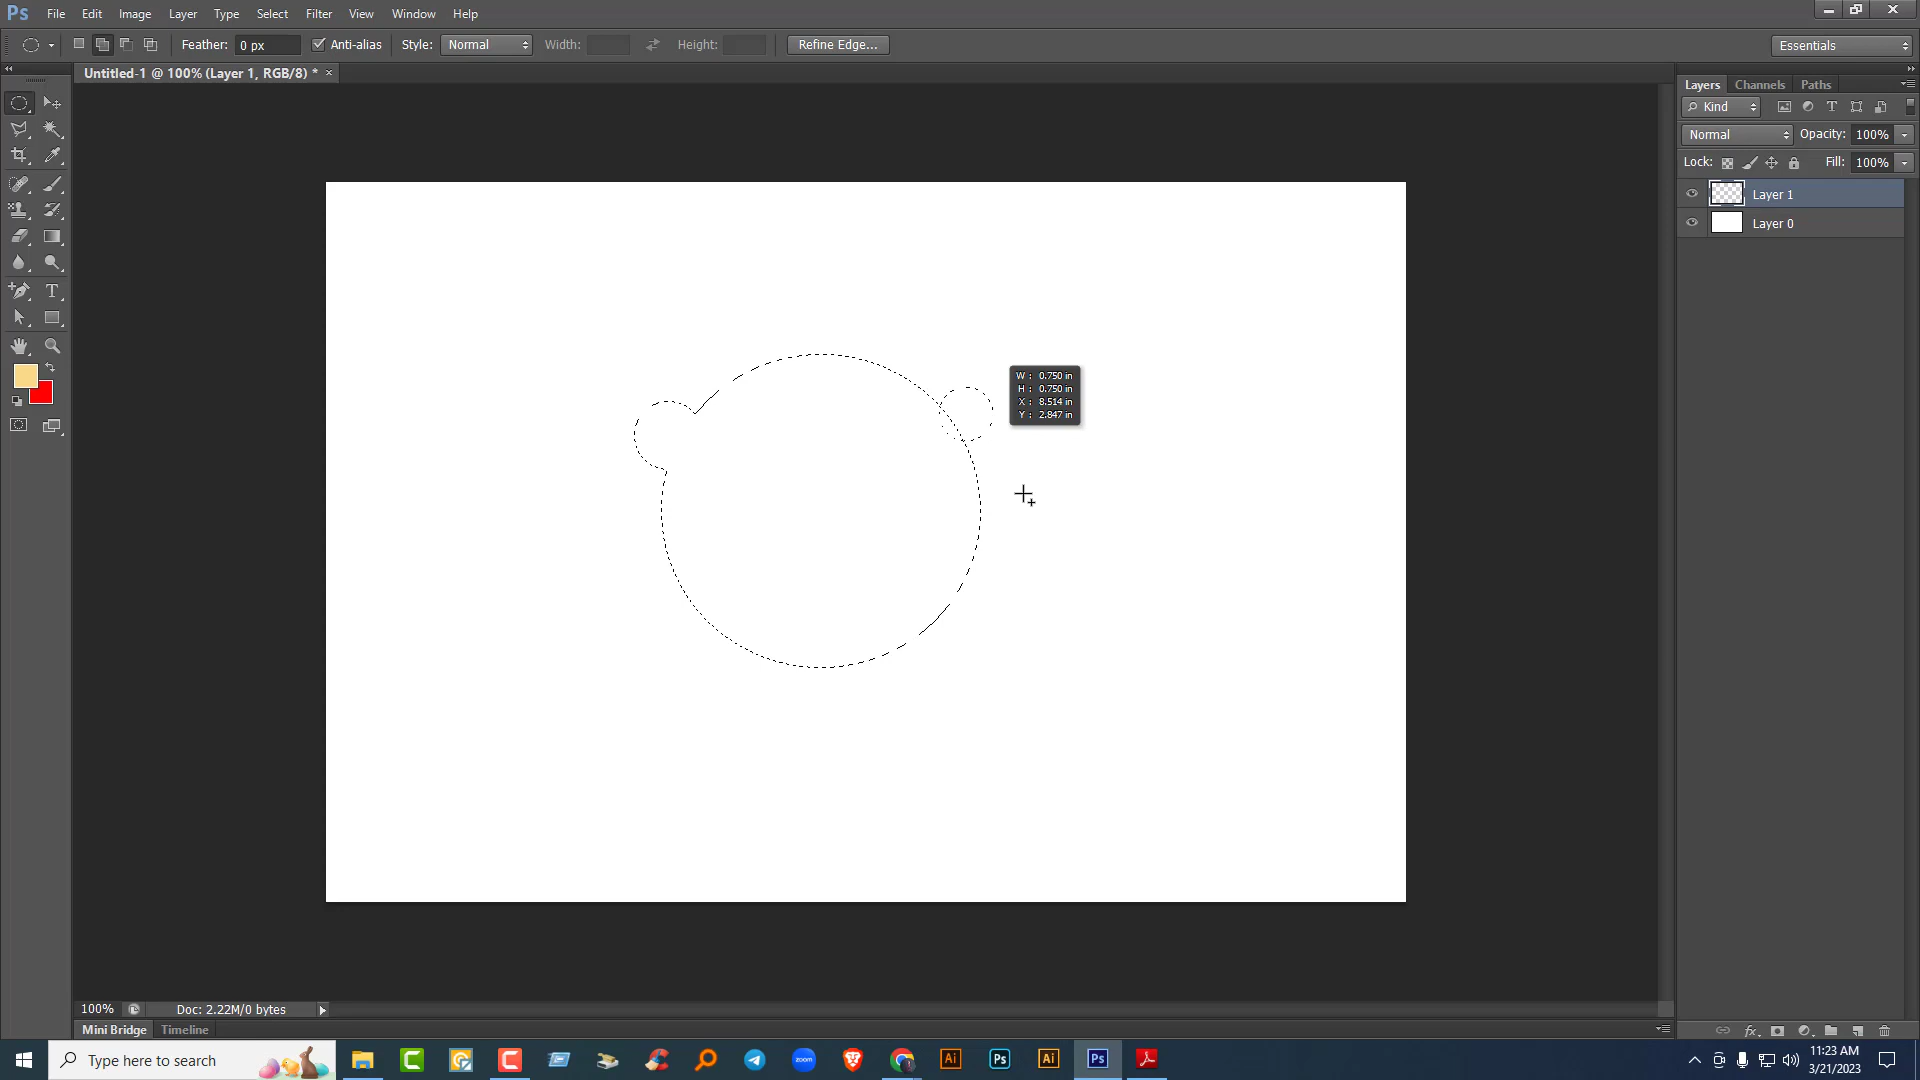 Ps File Edit Image Layer Type Select Filter View Window Help
Feather: 0 px Anti-alias Style: Normal Width: Height: Refine Edge... Essentials
Untitled-1 @ 100% (Layer 1, RGB/8) * ×
Layers Channels Paths
Kind
Normal Opacity: 100%
Lock: Fill: 100%
Layer 1
Layer 0
W : 0.750 in
H : 0.750 in
X : 8.514 in
Y : 2.847 in
100% Doc: 2.22M/0 bytes
Mini Bridge Timeline
Type here to search
zoom
Ai
Ps
Ai
Ps
11:23 AM
3/21/2023